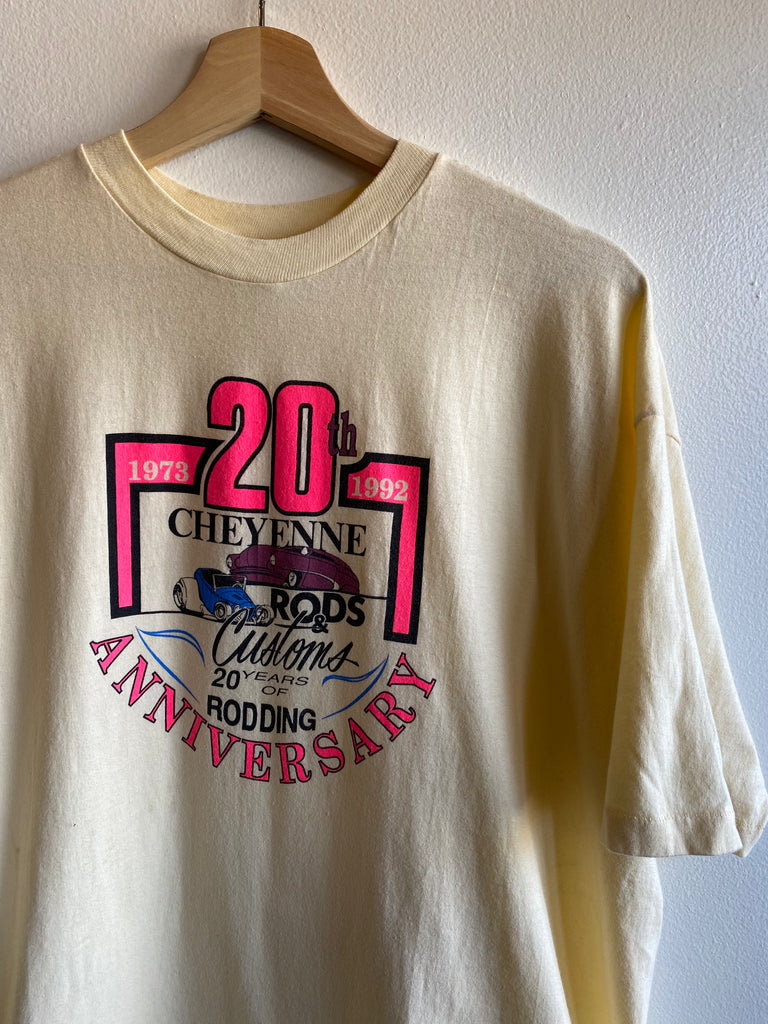 20th
1973 1992
CHEYENNE
RODS
&
Customs
20 YEARS OF
RODDING
ANNIVERSARY